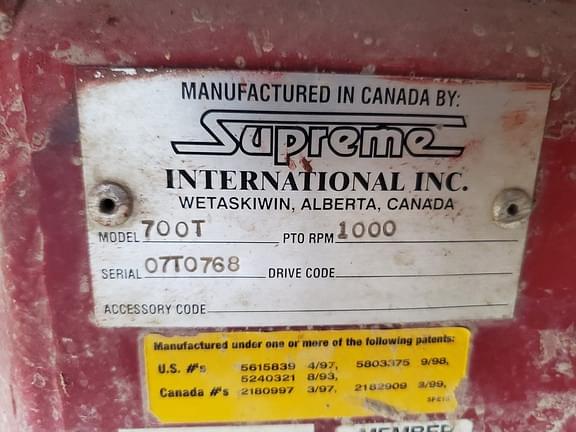 MANUFACTURED IN CANADA BY:
Supreme
INTERNATIONAL INC.
WETASKIWIN, ALBERTA, CANADA
MODEL 700T PTO RPM 1000
SERIAL 07T0768 DRIVE CODE
ACCESSORY CODE
Manufactured under one or more of the following patents:
U.S. #'s 5615839 4/97, 5803375 9/98,
5240321 8/93,
Canada #'s 2180997 3/97, 2182909 3/99,
MEMBER